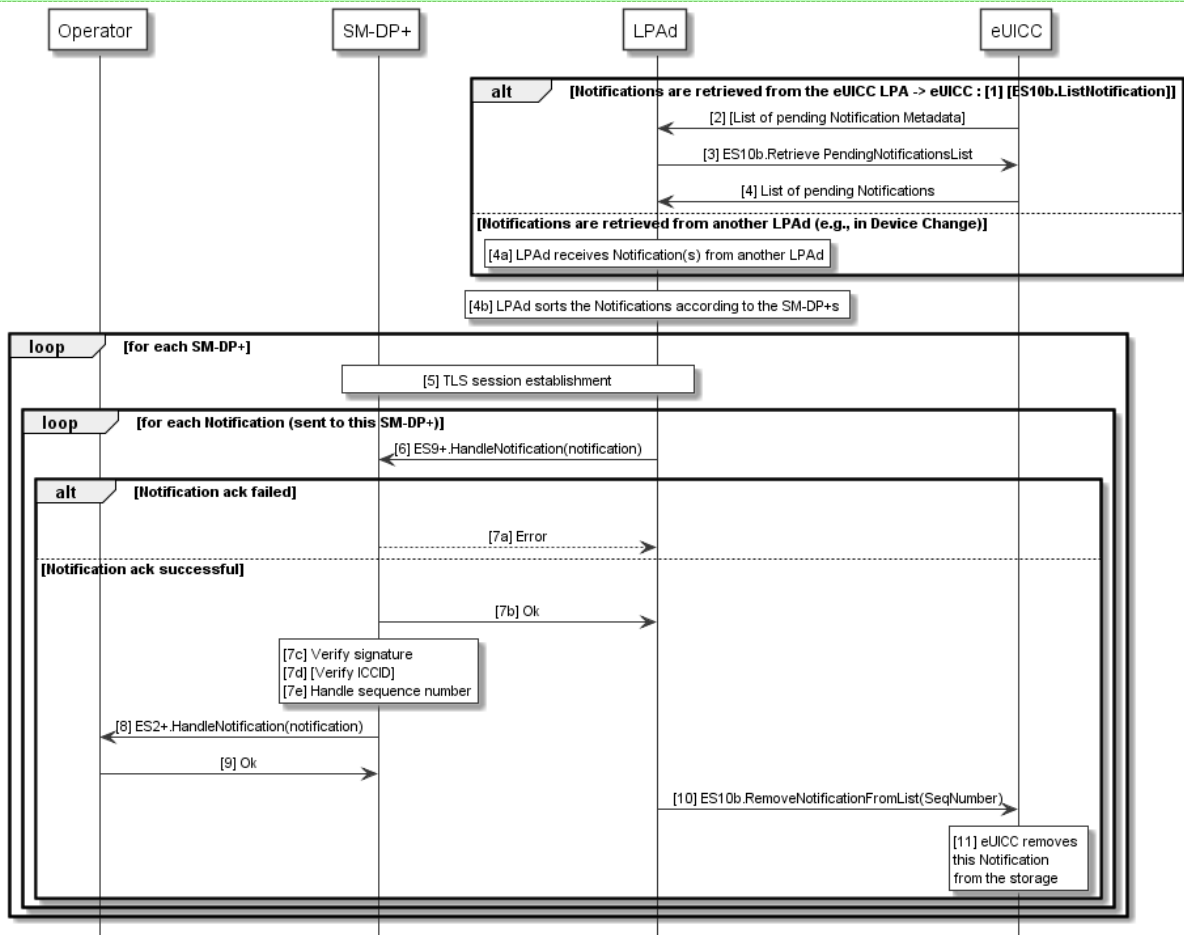 Operator
SM-DP+
LPAd
eUICC
alt
[Notifications are retrieved from the eUICC LPA -> eUICC : [1] [ES10b.ListNotification]]
[2] [List of pending Notification Metadata]
[3] ES10b.Retrieve PendingNotificationsList
[4] List of pending Notifications
[Notifications are retrieved from another LPAd (e.g., in Device Change)]
[4a] LPAd receives Notification(s) from another LPAd
[4b] LPAd sorts the Notifications according to the SM-DP+s
loop
[for each SM-DP+]
[5] TLS session establishment
loop
[for each Notification (sent to this SM-DP+)]
[6] ES9+.HandleNotification(notification)
alt
[Notification ack failed]
[7a] Error
[Notification ack successful]
[7b] Ok
[7c] Verify signature
[7d] [Verify ICCID]
[7e] Handle sequence number
[8] ES2+.HandleNotification(notification)
[9] Ok
[10] ES10b.RemoveNotificationFromList(SeqNumber)
[11] eUICC removes
this Notification
from the storage